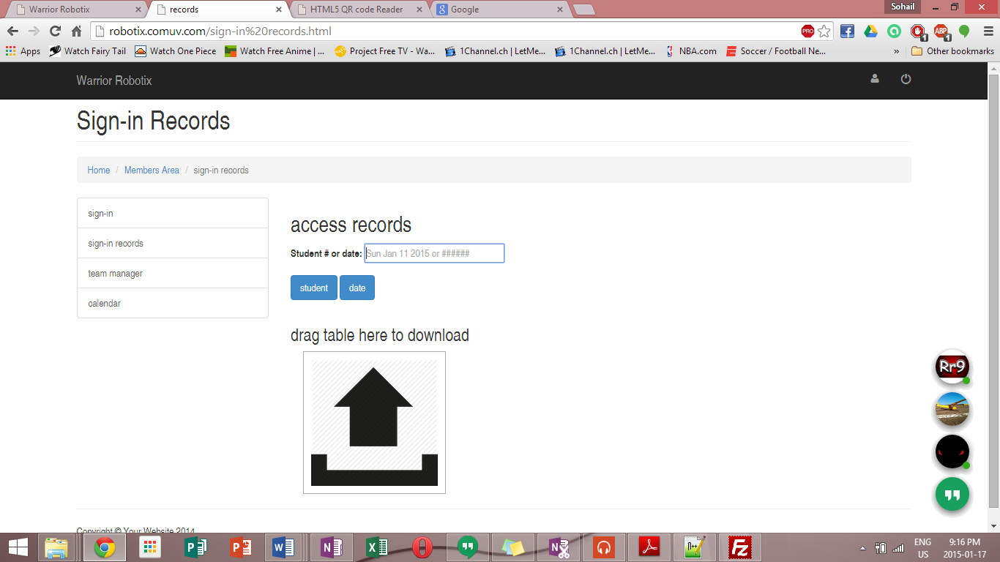 Warrior Robotix
records
HTML5 QR code Reader
Google
Sohail
robotix.comuv.com/sign-in%20records.html
PRO
1
ABP
1
Apps
Watch Fairy Tail
Watch One Piece
Watch Free Anime | ...
Project Free TV - Wa...
1Channel.ch | LetMe...
1Channel.ch | LetMe...
NBA.com
Soccer / Football Ne...
»
Other bookmarks
Warrior Robotix
Sign-in Records
Home / Members Area / sign-in records
sign-in
sign-in records
team manager
calendar
access records
Student # or date: Sun Jan 11 2015 or ######
student
date
drag table here to download
Rr9
Copyright © Your Website 2014
ENG
US
9:16 PM
2015-01-17